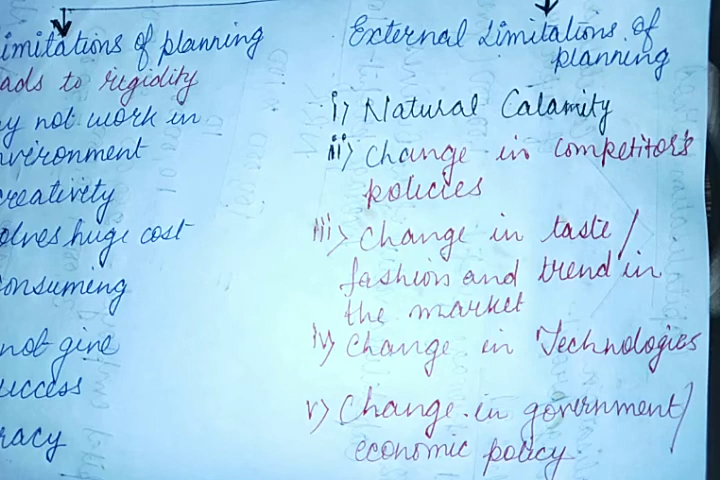 imitations of planning
ads to rigidity
y not work in
vironment
creativity
olves huge cost
onsuming
not give
uccess
racy
External Limitations of
planning
i) Natural Calamity
ii) Change in competitor's
policies
iii) Change in taste/
fashion and trend in
the market
iv) Change in Technologies
v) Change in government/
economic policy.